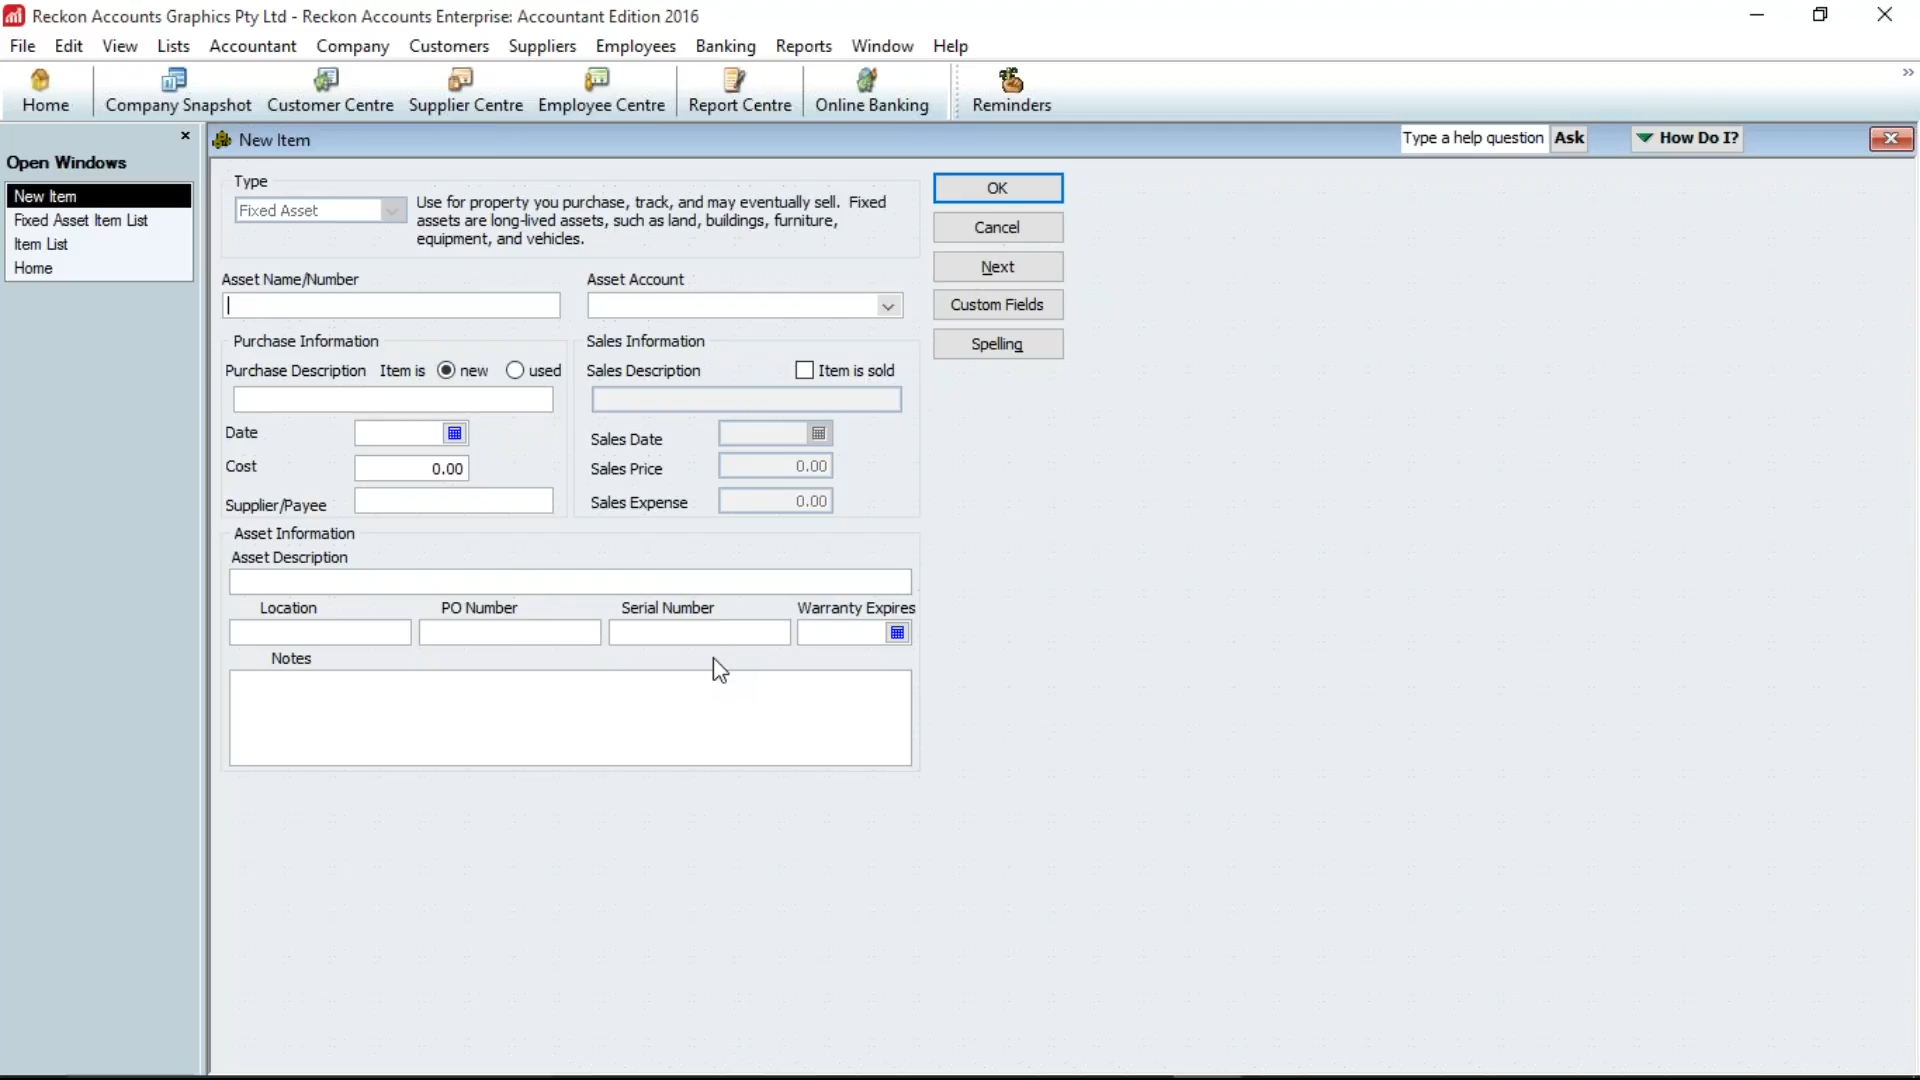 Reckon Accounts Graphics Pty Ltd - Reckon Accounts Enterprise: Accountant Edition 2016
File Edit View Lists Accountant Company Customers Suppliers Employees Banking Reports Window Help
Home Company Snapshot Customer Centre Supplier Centre Employee Centre Report Centre Online Banking Reminders
Open Windows
New Item
Fixed Asset Item List
Item List
Home
New Item
Type a help question Ask How Do I?
Type
Fixed Asset
Use for property you purchase, track, and may eventually sell. Fixed
assets are long-lived assets, such as land, buildings, furniture,
equipment, and vehicles.
OK
Cancel
Next
Custom Fields
Spelling
Asset Name/Number
Asset Account
Purchase Information
Purchase Description Item is new used
Date
Cost 0.00
Supplier/Payee
Sales Information
Sales Description Item is sold
Sales Date
Sales Price 0.00
Sales Expense 0.00
Asset Information
Asset Description
Location PO Number Serial Number Warranty Expires
Notes